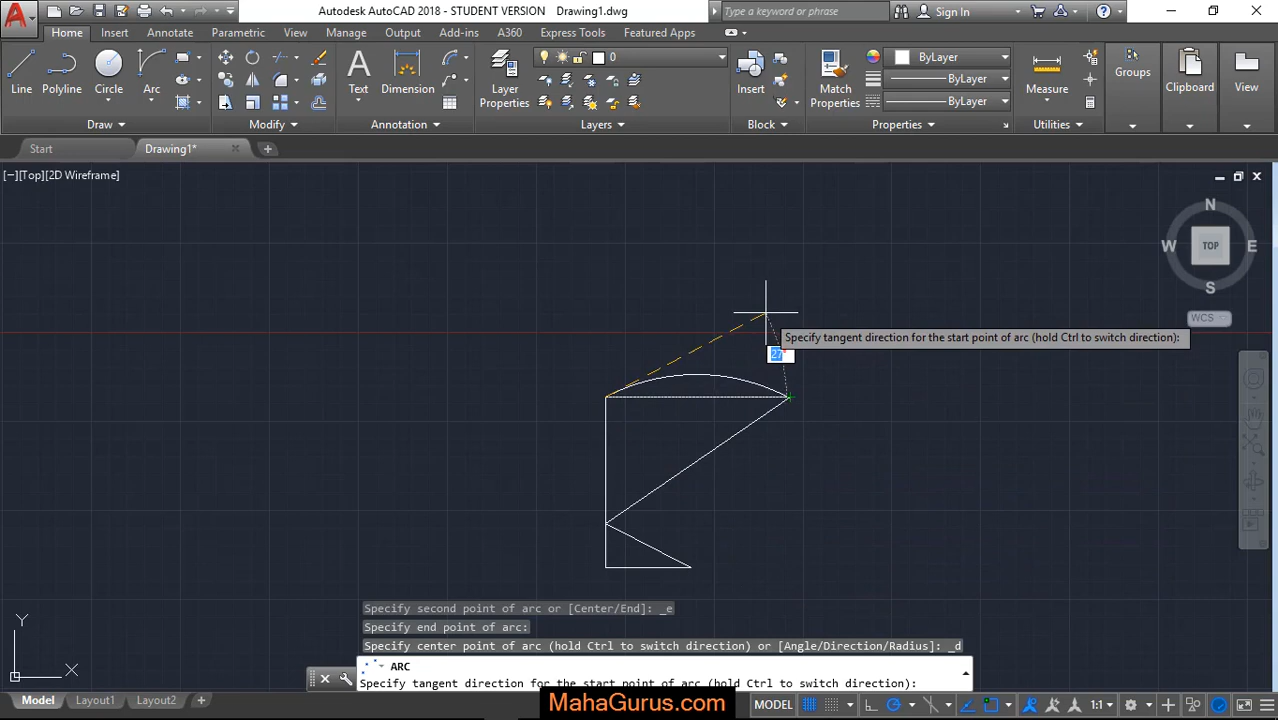 Autodesk AutoCAD 2018 - STUDENT VERSION Drawing1.dwg
Type a keyword or phrase
Sign In
Home Insert Annotate Parametric View Manage Output Add-ins A360 Express Tools Featured Apps
Line Polyline Circle Arc
Text Dimension
Layer Properties
0
Insert
Match Properties
ByLayer
ByLayer
ByLayer
Measure
Groups
Clipboard
View
Draw Modify Annotation Layers Block Properties Utilities
Start Drawing1*
[−][Top][2D Wireframe]
N
W TOP E
S
WCS
Specify tangent direction for the start point of arc (hold Ctrl to switch direction):
27
Y
X
Specify second point of arc or [Center/End]: _e
Specify end point of arc:
Specify center point of arc (hold Ctrl to switch direction) or [Angle/Direction/Radius]: _d
ARC
Specify tangent direction for the start point of arc (hold Ctrl to switch direction):
Model Layout1 Layout2
MahaGurus.com
MODEL
1:1